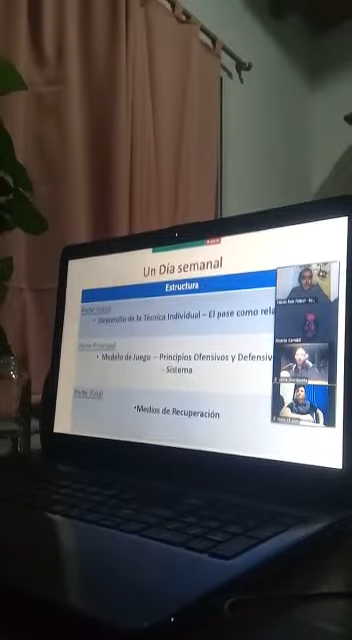 Un Día semanal
Estructura
Parte Inicial
• Desarrollo de la Técnica Individual – El pase como rela
Parte Principal
• Modelo de Juego – Principios Ofensivos y Defensiv
- Sistema
Parte Final
•Medios de Recuperación